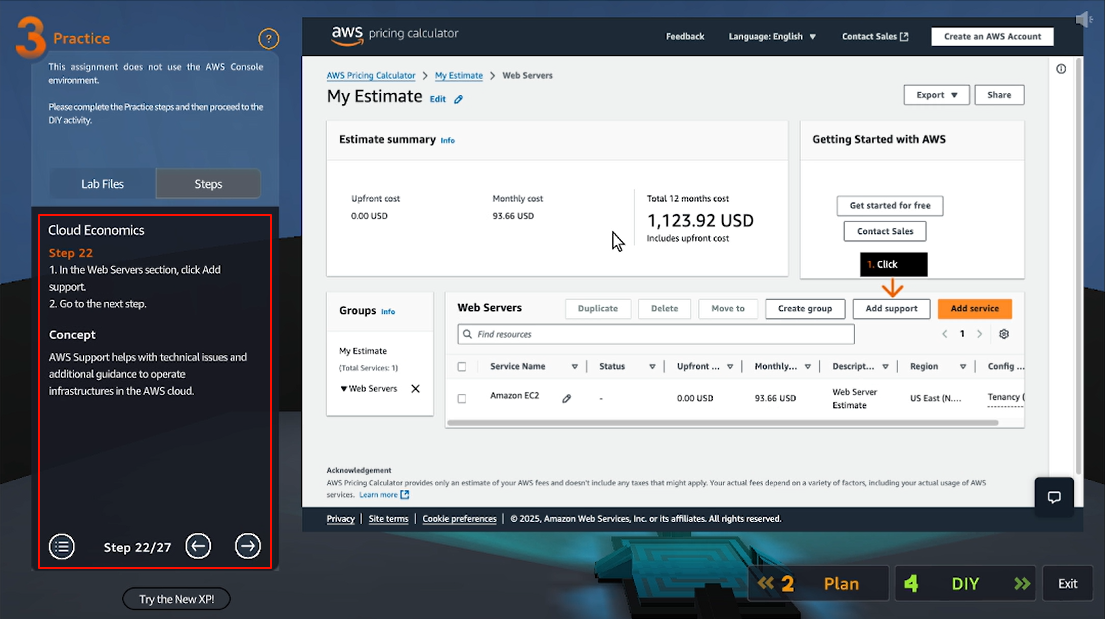 3 Practice
?
This assignment does not use the AWS Console
environment.
Please complete the Practice steps and then proceed to the
DIY activity.
Lab Files
Steps
Cloud Economics
Step 22
1. In the Web Servers section, click Add
support.
2. Go to the next step.
Concept
AWS Support helps with technical issues and
additional guidance to operate
infrastructures in the AWS cloud.
Step 22/27
Try the New XP!
aws pricing calculator
Feedback
Language: English
Contact Sales
Create an AWS Account
AWS Pricing Calculator > My Estimate > Web Servers
My Estimate Edit
Export
Share
Estimate summary Info
Upfront cost
0.00 USD
Monthly cost
93.66 USD
Total 12 months cost
1,123.92 USD
Includes upfront cost
Getting Started with AWS
Get started for free
Contact Sales
1. Click
Groups Info
My Estimate
(Total Services: 1)
Web Servers
Web Servers
Duplicate
Delete
Move to
Create group
Add support
Add service
Find resources
1
Service Name
Status
Upfront ...
Monthly...
Descript...
Region
Config ...
Amazon EC2
-
0.00 USD
93.66 USD
Web Server
Estimate
US East (N....
Tenancy (
Acknowledgement
AWS Pricing Calculator provides only an estimate of your AWS fees and doesn't include any taxes that might apply. Your actual fees depend on a variety of factors, including your actual usage of AWS
services. Learn more
Privacy | Site terms | Cookie preferences | © 2025, Amazon Web Services, Inc. or its affiliates. All rights reserved.
2 Plan
4 DIY
Exit